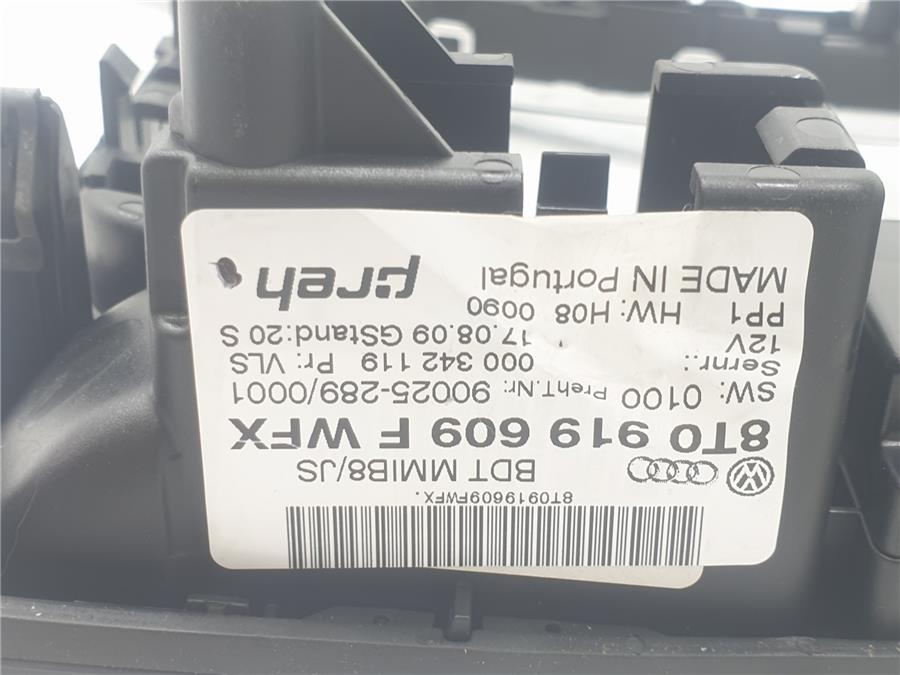 8T0919609FWFX.
BDT MMIB8/JS
8T0 919 609 F WFX
SW: 0100 PrehT.Nr: 90025-289/0001
Sernr.: 000 342 119 Pr: VLS
12V 17.08.09 GStand:20 S
PP1 HW: H08 0090
MADE IN Portugal preh